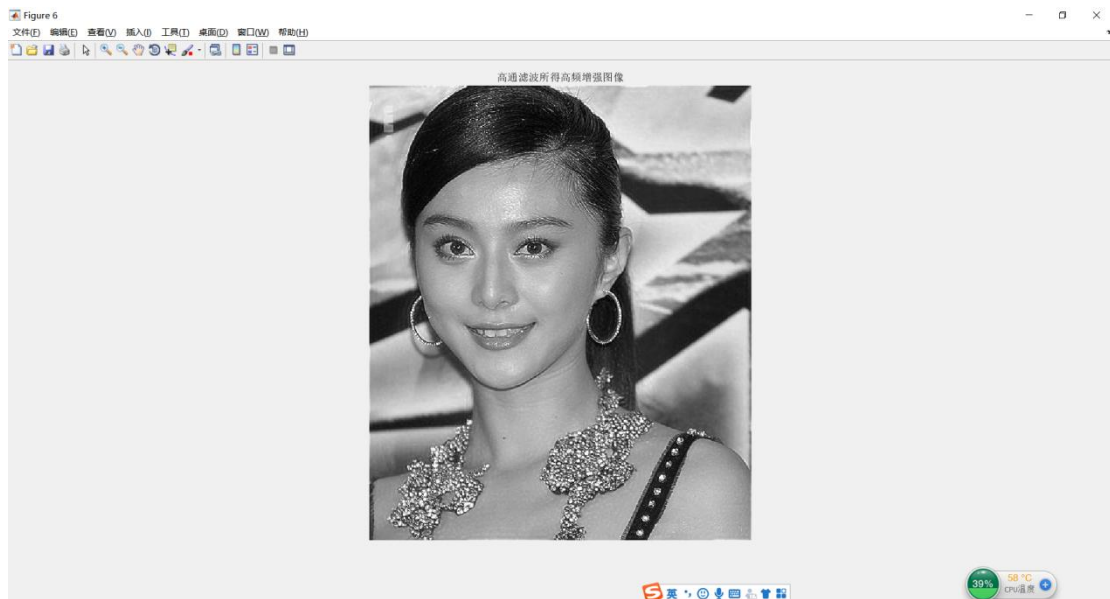 Figure 6
文件(F) 编辑(E) 查看(V) 插入(I) 工具(T) 桌面(D) 窗口(W) 帮助(H)
高通滤波所得高频增强图像
英
39%
58 °C
CPU温度